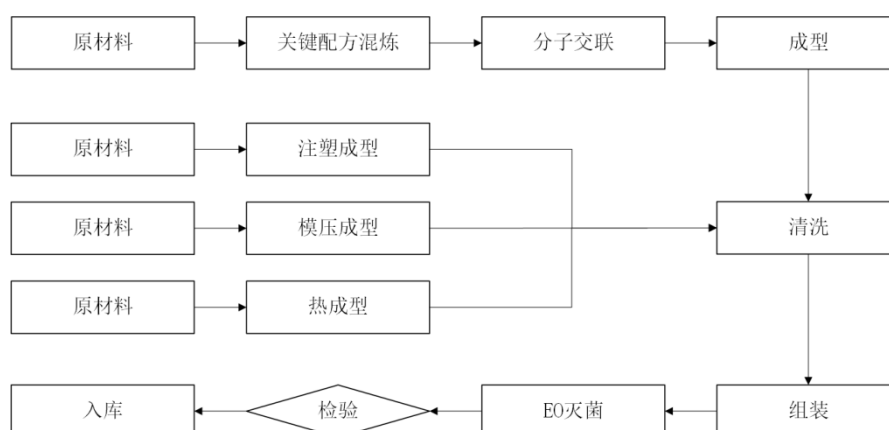 原材料
关键配方混炼
分子交联
成型
原材料
注塑成型
原材料
模压成型
清洗
原材料
热成型
入库
检验
EO灭菌
组装